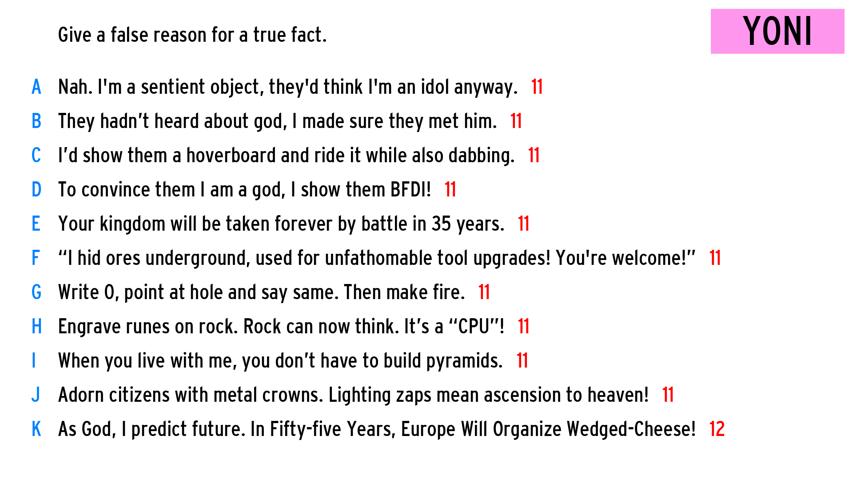 Give a false reason for a true fact.
YONI
A Nah. I'm a sentient object, they'd think I'm an idol anyway. 11
B They hadn’t heard about god, I made sure they met him. 11
C I’d show them a hoverboard and ride it while also dabbing. 11
D To convince them I am a god, I show them BFDI! 11
E Your kingdom will be taken forever by battle in 35 years. 11
F “I hid ores underground, used for unfathomable tool upgrades! You're welcome!” 11
G Write 0, point at hole and say same. Then make fire. 11
H Engrave runes on rock. Rock can now think. It’s a “CPU”! 11
I When you live with me, you don’t have to build pyramids. 11
J Adorn citizens with metal crowns. Lighting zaps mean ascension to heaven! 11
K As God, I predict future. In Fifty-five Years, Europe Will Organize Wedged-Cheese! 12